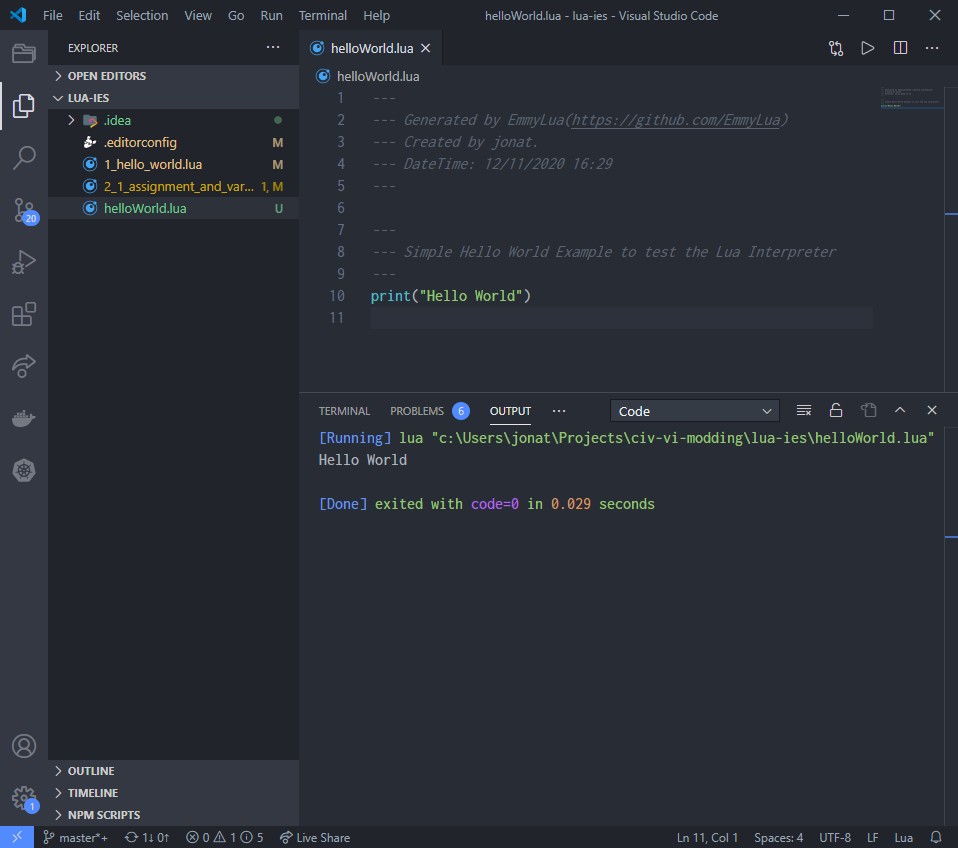 File Edit Selection View Go Run Terminal Help helloWorld.lua - lua-ies - Visual Studio Code
EXPLORER
OPEN EDITORS
LUA-IES
.idea
.editorconfig M
1_hello_world.lua M
2_1_assignment_and_var... 1, M
helloWorld.lua U
20
OUTLINE
TIMELINE
NPM SCRIPTS
1
helloWorld.lua
helloWorld.lua
1 ---
2 --- Generated by EmmyLua(https://github.com/EmmyLua)
3 --- Created by jonat.
4 --- DateTime: 12/11/2020 16:29
5 ---
6
7 ---
8 --- Simple Hello World Example to test the Lua Interpreter
9 ---
10 print("Hello World")
11
TERMINAL PROBLEMS 6 OUTPUT ... Code
[Running] lua "c:\Users\jonat\Projects\civ-vi-modding\lua-ies\helloWorld.lua"
Hello World
[Done] exited with code=0 in 0.029 seconds
master*+ 1↓ 0↑ 0 1 5 Live Share Ln 11, Col 1 Spaces: 4 UTF-8 LF Lua